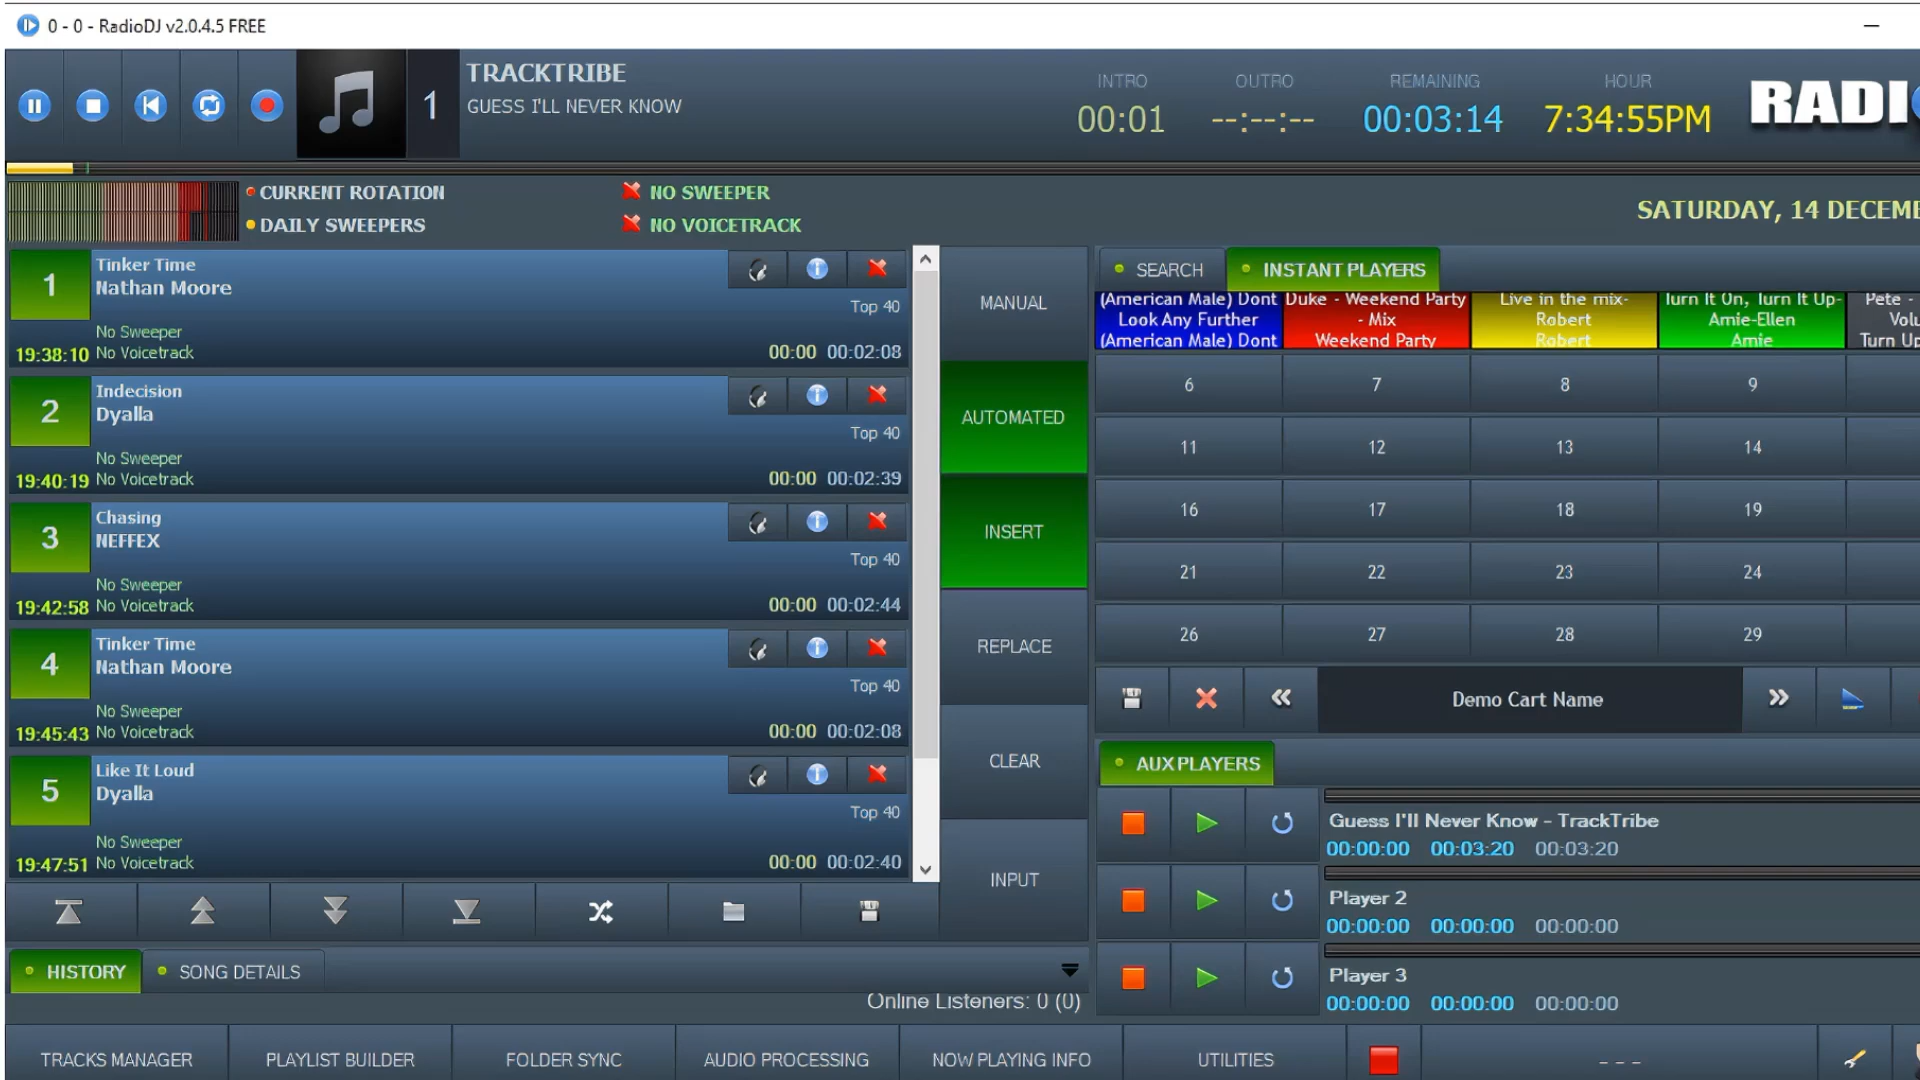 0 - 0 - RadioDJ v2.0.4.5 FREE
1
TRACKTRIBE
GUESS I'LL NEVER KNOW
INTRO
00:01
OUTRO
--:--:--
REMAINING
00:03:14
HOUR
7:34:55PM
RADI
CURRENT ROTATION
DAILY SWEEPERS
NO SWEEPER
NO VOICETRACK
SATURDAY, 14 DECEME
1
Tinker Time
Nathan Moore
Top 40
No Sweeper
19:38:10 No Voicetrack
00:00 00:02:08
2
Indecision
Dyalla
Top 40
No Sweeper
19:40:19 No Voicetrack
00:00 00:02:39
3
Chasing
NEFFEX
Top 40
No Sweeper
19:42:58 No Voicetrack
00:00 00:02:44
4
Tinker Time
Nathan Moore
Top 40
No Sweeper
19:45:43 No Voicetrack
00:00 00:02:08
5
Like It Loud
Dyalla
Top 40
No Sweeper
19:47:51 No Voicetrack
00:00 00:02:40
MANUAL
AUTOMATED
INSERT
REPLACE
CLEAR
INPUT
SEARCH
INSTANT PLAYERS
(American Male) Dont
Look Any Further
(American Male) Dont
Duke - Weekend Party
- Mix
Weekend Party
Live in the mix-
Robert
Robert
Turn It On, Turn It Up-
Amie-Ellen
Amie
Pete -
Volu
Turn Up
6 7 8 9
11 12 13 14
16 17 18 19
21 22 23 24
26 27 28 29
Demo Cart Name
AUX PLAYERS
Guess I'll Never Know - TrackTribe
00:00:00 00:03:20 00:03:20
Player 2
00:00:00 00:00:00 00:00:00
Player 3
00:00:00 00:00:00 00:00:00
HISTORY
SONG DETAILS
Online Listeners: 0 (0)
TRACKS MANAGER
PLAYLIST BUILDER
FOLDER SYNC
AUDIO PROCESSING
NOW PLAYING INFO
UTILITIES
- - -